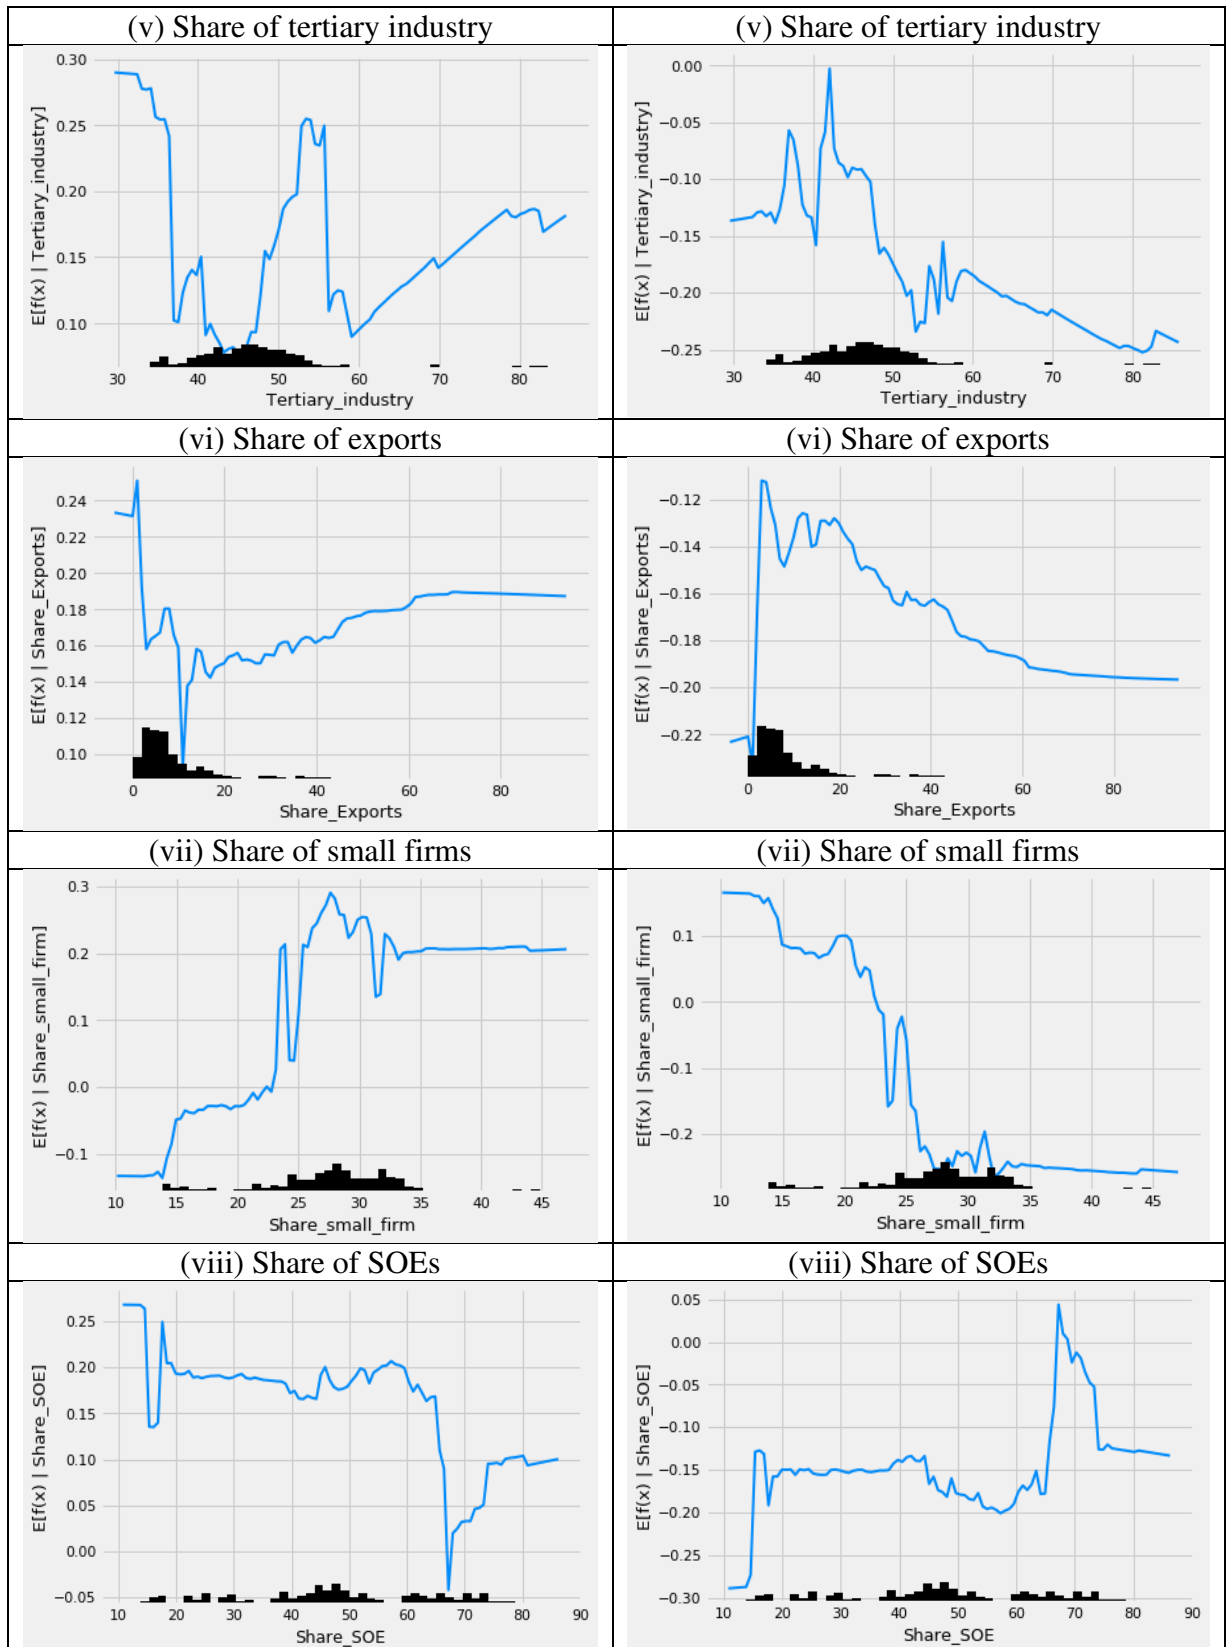 (v) Share of tertiary industry
(v) Share of tertiary industry
E[f(x) | Tertiary_industry]
0.30
0.25
0.20
0.15
0.10
30 40 50 60 70 80
Tertiary_industry
E[f(x) | Tertiary_industry]
0.00
−0.05
−0.10
−0.15
−0.20
−0.25
30 40 50 60 70 80
Tertiary_industry
(vi) Share of exports
(vi) Share of exports
E[f(x) | Share_Exports]
0.24
0.22
0.20
0.18
0.16
0.14
0.12
0.10
0 20 40 60 80
Share_Exports
E[f(x) | Share_Exports]
−0.12
−0.14
−0.16
−0.18
−0.20
−0.22
0 20 40 60 80
Share_Exports
(vii) Share of small firms
(vii) Share of small firms
E[f(x) | Share_small_firm]
0.3
0.2
0.1
0.0
−0.1
10 15 20 25 30 35 40 45
Share_small_firm
E[f(x) | Share_small_firm]
0.1
0.0
−0.1
−0.2
10 15 20 25 30 35 40 45
Share_small_firm
(viii) Share of SOEs
(viii) Share of SOEs
E[f(x) | Share_SOE]
0.25
0.20
0.15
0.10
0.05
0.00
−0.05
10 20 30 40 50 60 70 80 90
Share_SOE
E[f(x) | Share_SOE]
0.05
0.00
−0.05
−0.10
−0.15
−0.20
−0.25
−0.30
10 20 30 40 50 60 70 80 90
Share_SOE